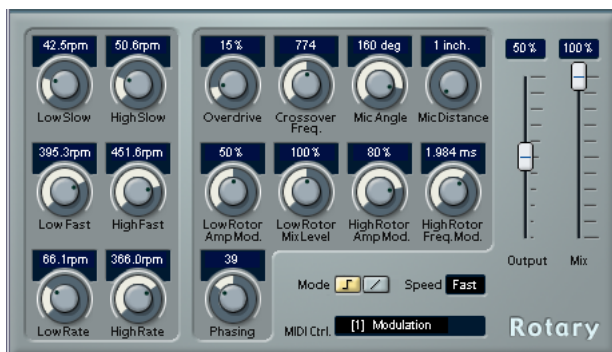 42.5rpm 50.6rpm 15% 774 160 deg 1 inch. 50% 100%
Low Slow High Slow Overdrive Crossover Freq. Mic Angle Mic Distance
395.3rpm 451.6rpm 50% 100% 80% 1.984 ms
Low Fast High Fast Low Rotor Amp Mod. Low Rotor Mix Level High Rotor Amp Mod. High Rotor Freq. Mod.
66.1rpm 366.0rpm 39 Output Mix
Mode Speed Fast
Low Rate High Rate Phasing MIDI Ctrl. [1] Modulation Rotary